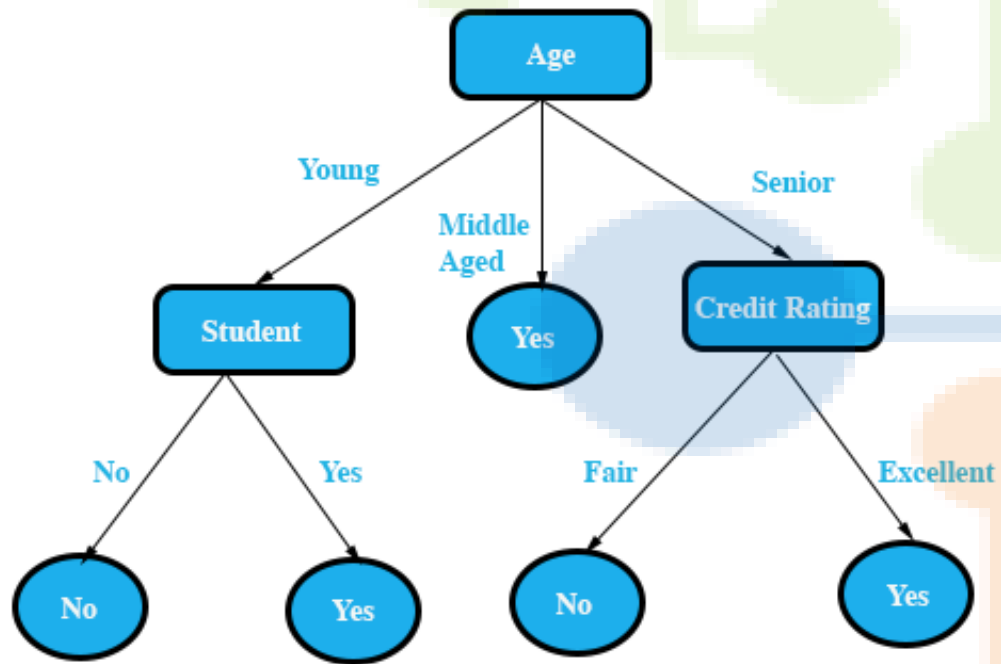 Age
Young
Senior
Middle
Aged
Student
Yes
Credit Rating
No
Yes
Fair
Excellent
No
Yes
No
Yes